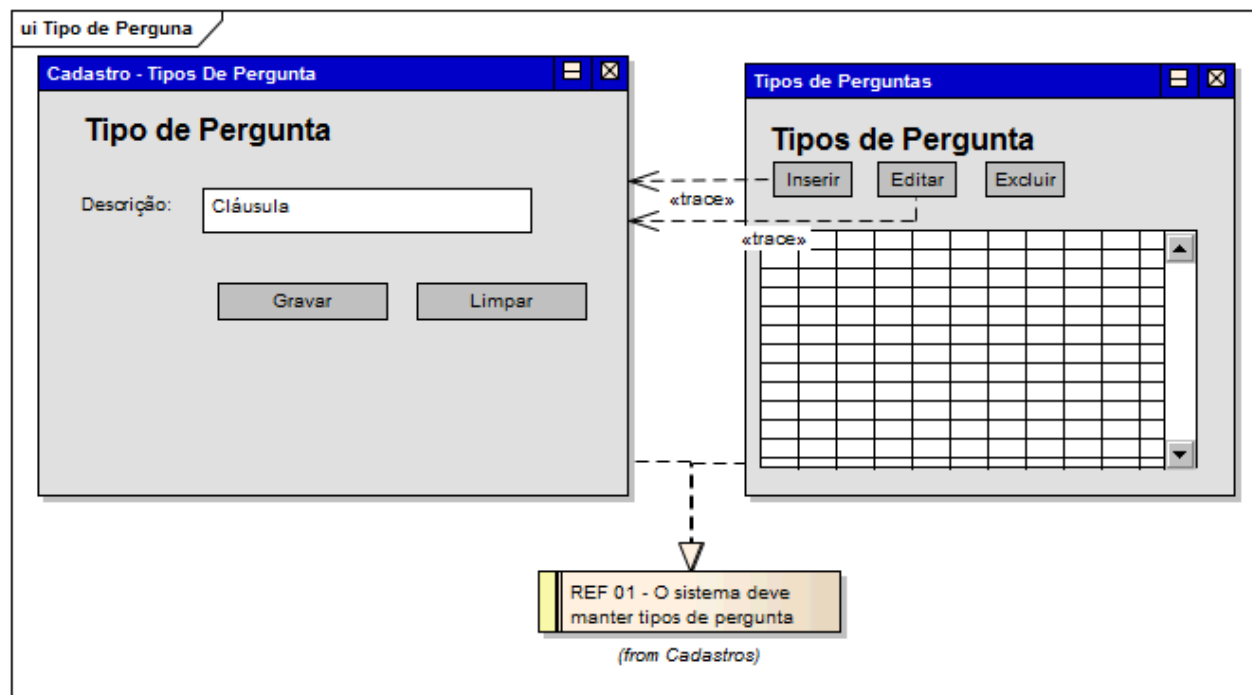 ui Tipo de Perguna
Cadastro - Tipos De Pergunta
Tipo de Pergunta
Descrição:
Cláusula
Gravar
Limpar
Tipos de Perguntas
Tipos de Pergunta
Inserir
Editar
Excluir
«trace»
«trace»
REF 01 - O sistema deve
manter tipos de pergunta
(from Cadastros)